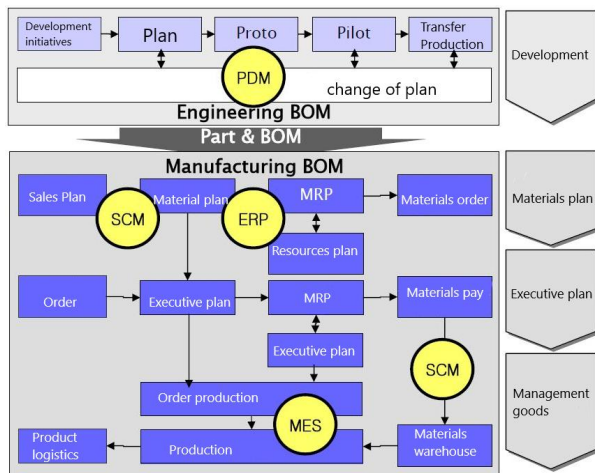 Development
initiatives
Plan
Proto
Pilot
Transfer
Production
Development
PDM
change of plan
Engineering BOM
Part & BOM
Manufacturing BOM
Sales Plan
SCM
Material plan
ERP
MRP
Materials order
Materials plan
Resources plan
Order
Executive plan
MRP
Materials pay
Executive plan
Executive plan
SCM
Order production
MES
Management
goods
Product
logistics
Production
Materials
warehouse